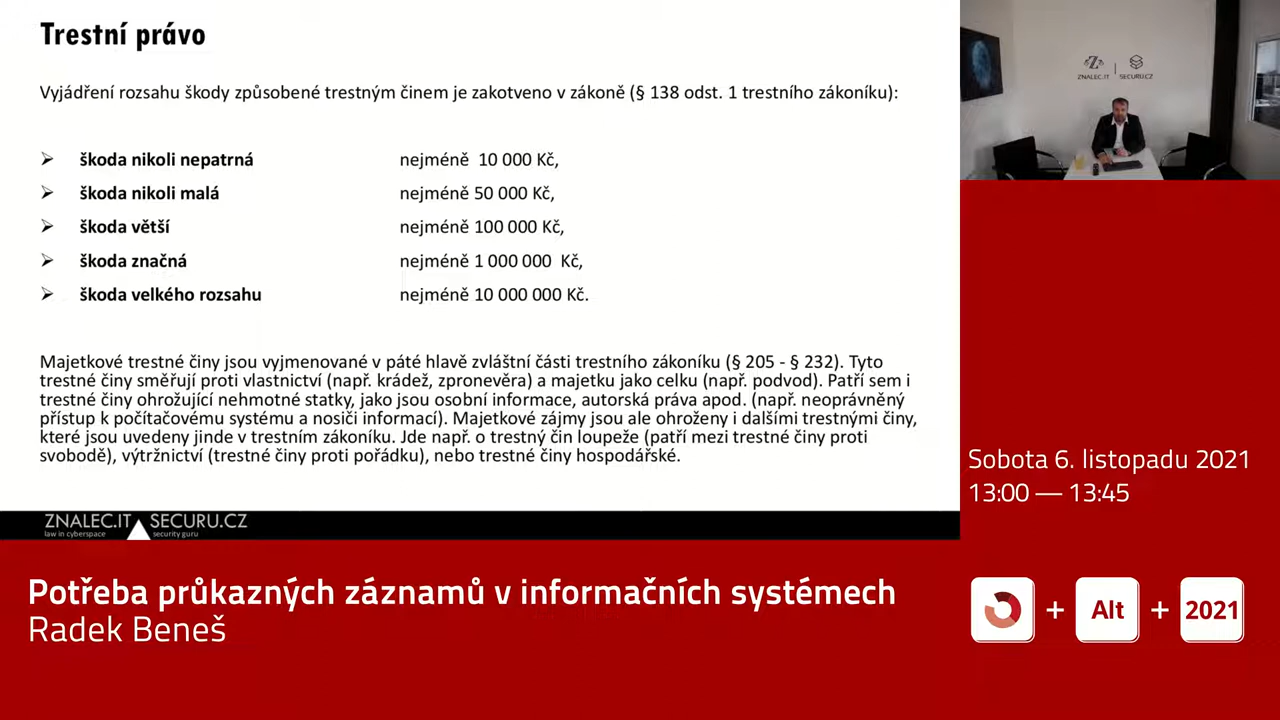 Trestní právo
Vyjádření rozsahu škody způsobené trestným činem je zakotveno v zákoně (§ 138 odst. 1 trestního zákoníku):
škoda nikoli nepatrná nejméně 10 000 Kč,
škoda nikoli malá nejméně 50 000 Kč,
škoda větší nejméně 100 000 Kč,
škoda značná nejméně 1 000 000 Kč,
škoda velkého rozsahu nejméně 10 000 000 Kč.
Majetkové trestné činy jsou vyjmenované v páté hlavě zvláštní části trestního zákoníku (§ 205 - § 232). Tyto
trestné činy směřují proti vlastnictví (např. krádež, zpronevěra) a majetku jako celku (např. podvod). Patří sem i
trestné činy ohrožující nehmotné statky, jako jsou osobní informace, autorská práva apod. (např. neoprávněný
přístup k počítačovému systému a nosiči informací). Majetkové zájmy jsou ale ohroženy i dalšími trestnými činy,
které jsou uvedeny jinde v trestním zákoníku. Jde např. o trestný čin loupeže (patří mezi trestné činy proti
svobodě), výtržnictví (trestné činy proti pořádku), nebo trestné činy hospodářské.
ZNALEC.IT SECURU.CZ
law in cyberspace security guru
ZNALEC.IT SECURU.CZ
Sobota 6. listopadu 2021
13:00 — 13:45
Potřeba průkazných záznamů v informačních systémech
Radek Beneš
+ Alt + 2021